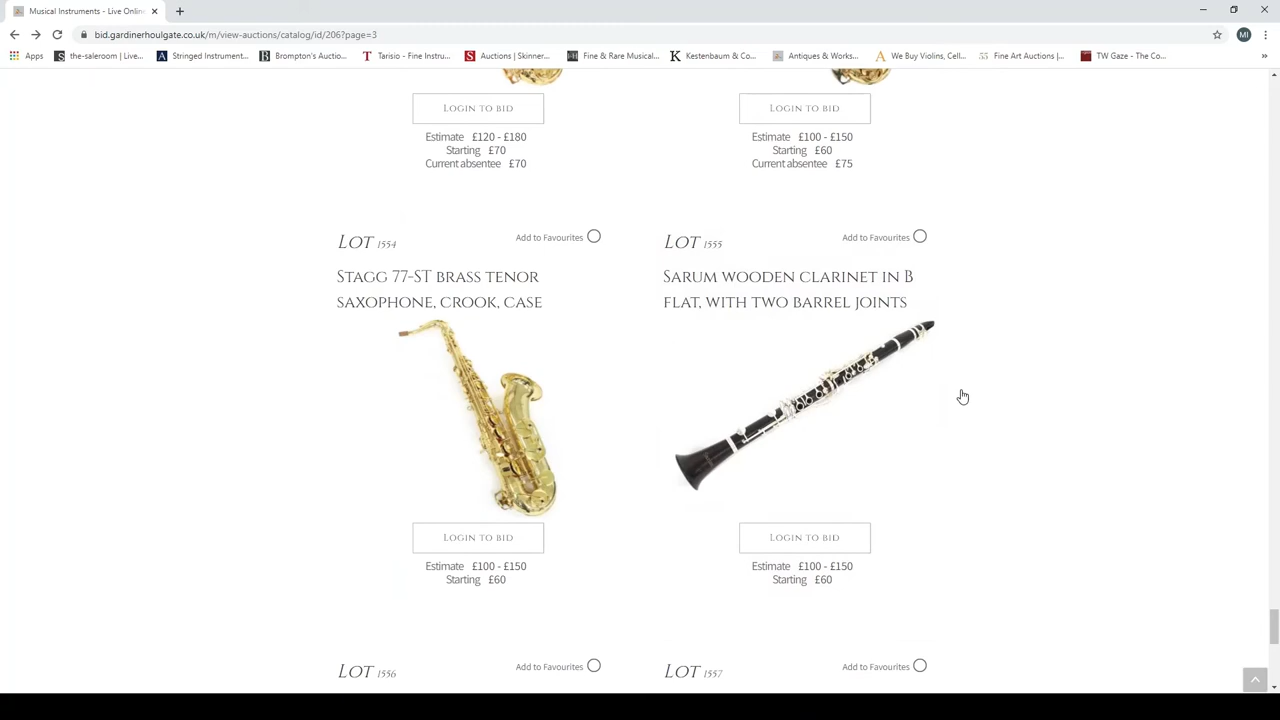 Musical Instruments - Live Onlin
bid.gardinerhoulgate.co.uk/m/view-auctions/catalog/id/206?page=3
MI
Apps
the-saleroom | Live...
Stringed Instrument...
Brompton's Auctio...
Tarisio – Fine Instru...
Auctions | Skinner...
Fine & Rare Musical...
Kestenbaum & Co...
Antiques & Works...
We Buy Violins, Cell...
Fine Art Auctions |...
TW Gaze - The Co...
»
LOGIN TO BID
LOGIN TO BID
Estimate £120 - £180
Starting £70
Current absentee £70
Estimate £100 - £150
Starting £60
Current absentee £75
LOT 1554
Add to Favourites
LOT 1555
Add to Favourites
STAGG 77-ST BRASS TENOR
SAXOPHONE, CROOK, CASE
SARUM WOODEN CLARINET IN B
FLAT, WITH TWO BARREL JOINTS
LOGIN TO BID
LOGIN TO BID
Estimate £100 - £150
Starting £60
Estimate £100 - £150
Starting £60
LOT 1556
Add to Favourites
LOT 1557
Add to Favourites